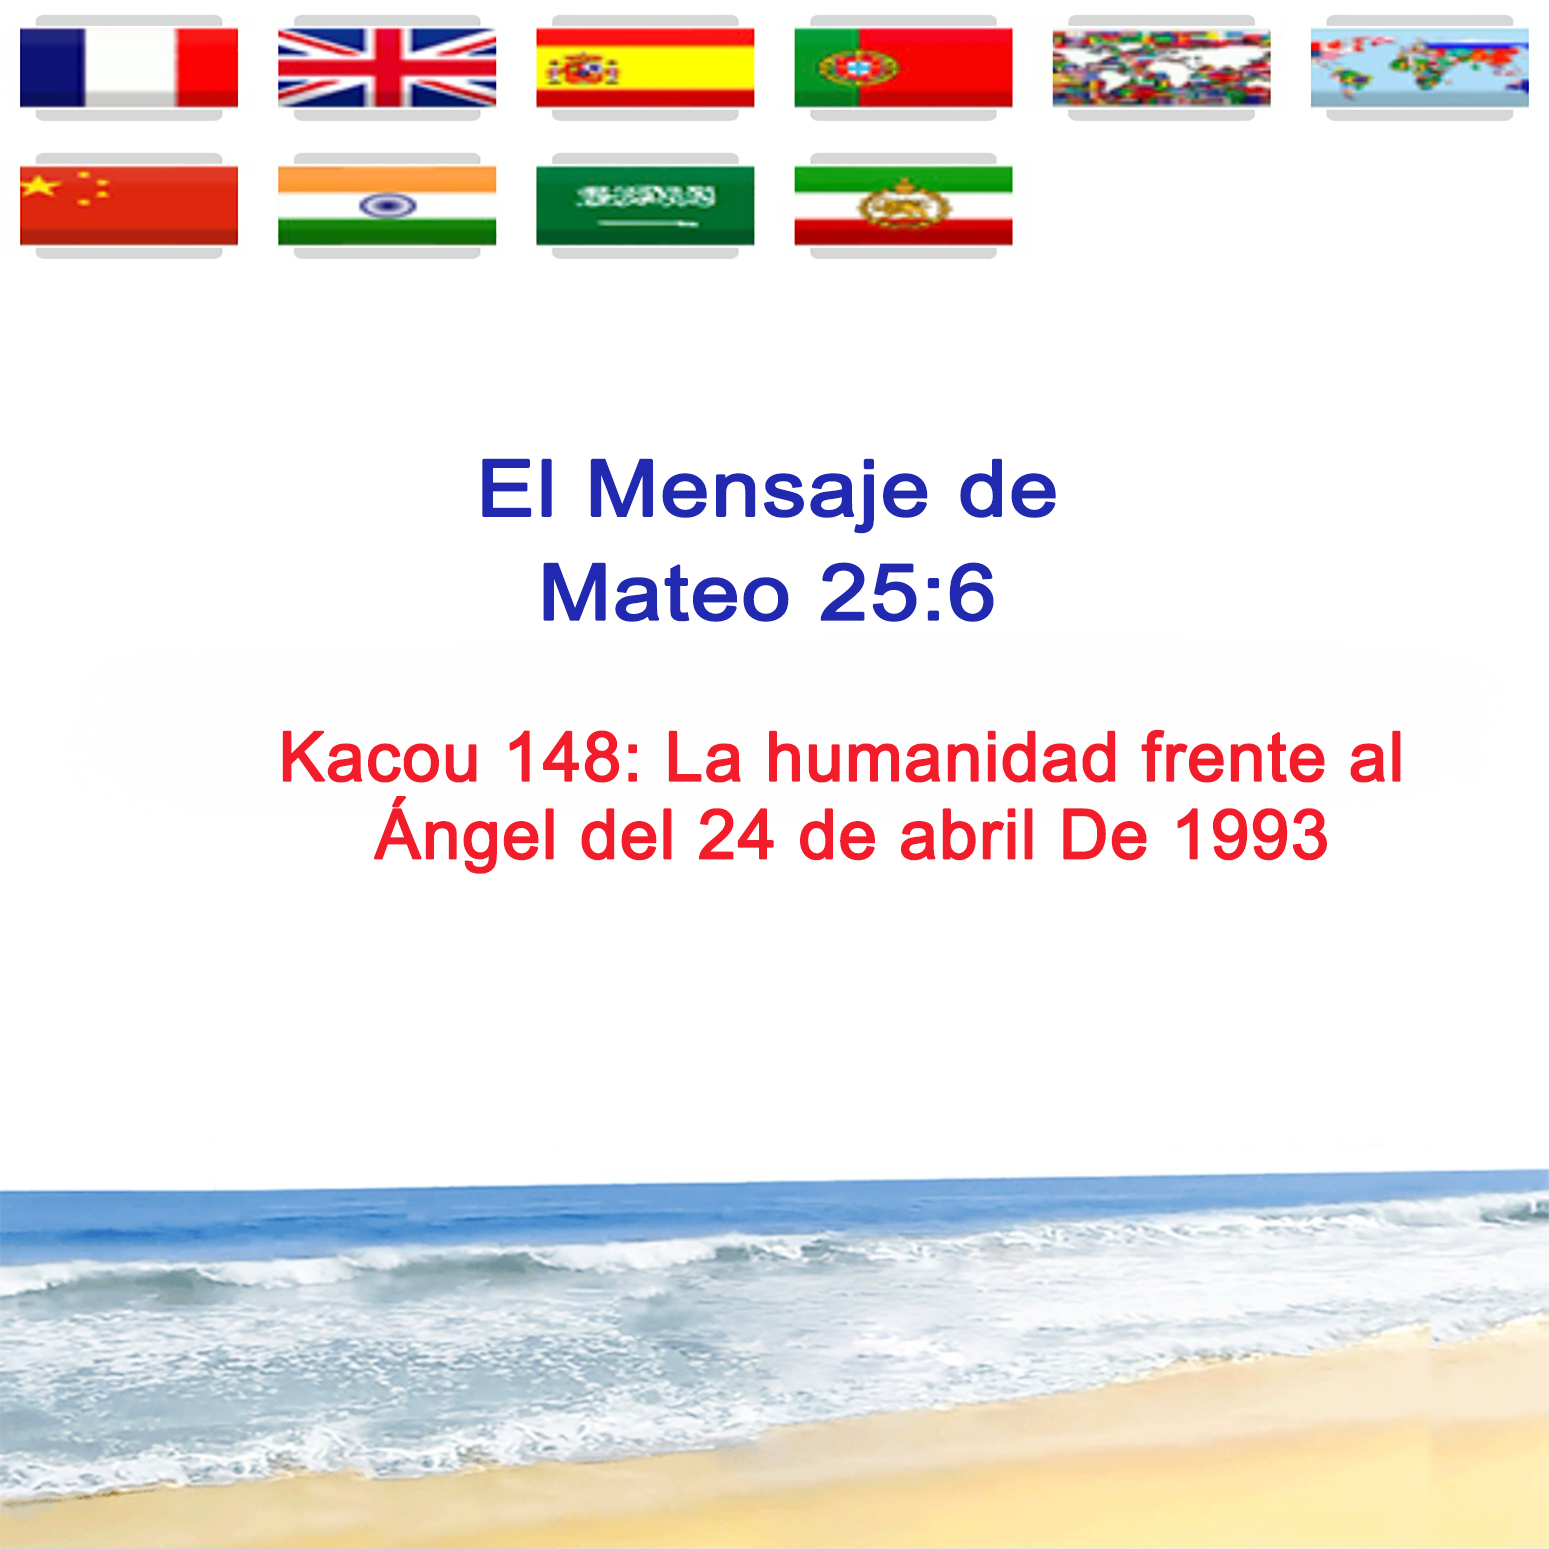 El Mensaje de
Mateo 25:6
Kacou 148: La humanidad frente al
Ángel del 24 de abril De 1993